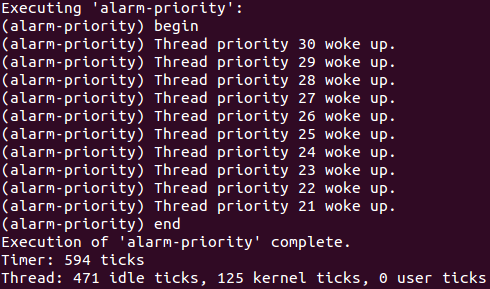 Executing 'alarm-priority':
(alarm-priority) begin
(alarm-priority) Thread priority 30 woke up.
(alarm-priority) Thread priority 29 woke up.
(alarm-priority) Thread priority 28 woke up.
(alarm-priority) Thread priority 27 woke up.
(alarm-priority) Thread priority 26 woke up.
(alarm-priority) Thread priority 25 woke up.
(alarm-priority) Thread priority 24 woke up.
(alarm-priority) Thread priority 23 woke up.
(alarm-priority) Thread priority 22 woke up.
(alarm-priority) Thread priority 21 woke up.
(alarm-priority) end
Execution of 'alarm-priority' complete.
Timer: 594 ticks
Thread: 471 idle ticks, 125 kernel ticks, 0 user ticks